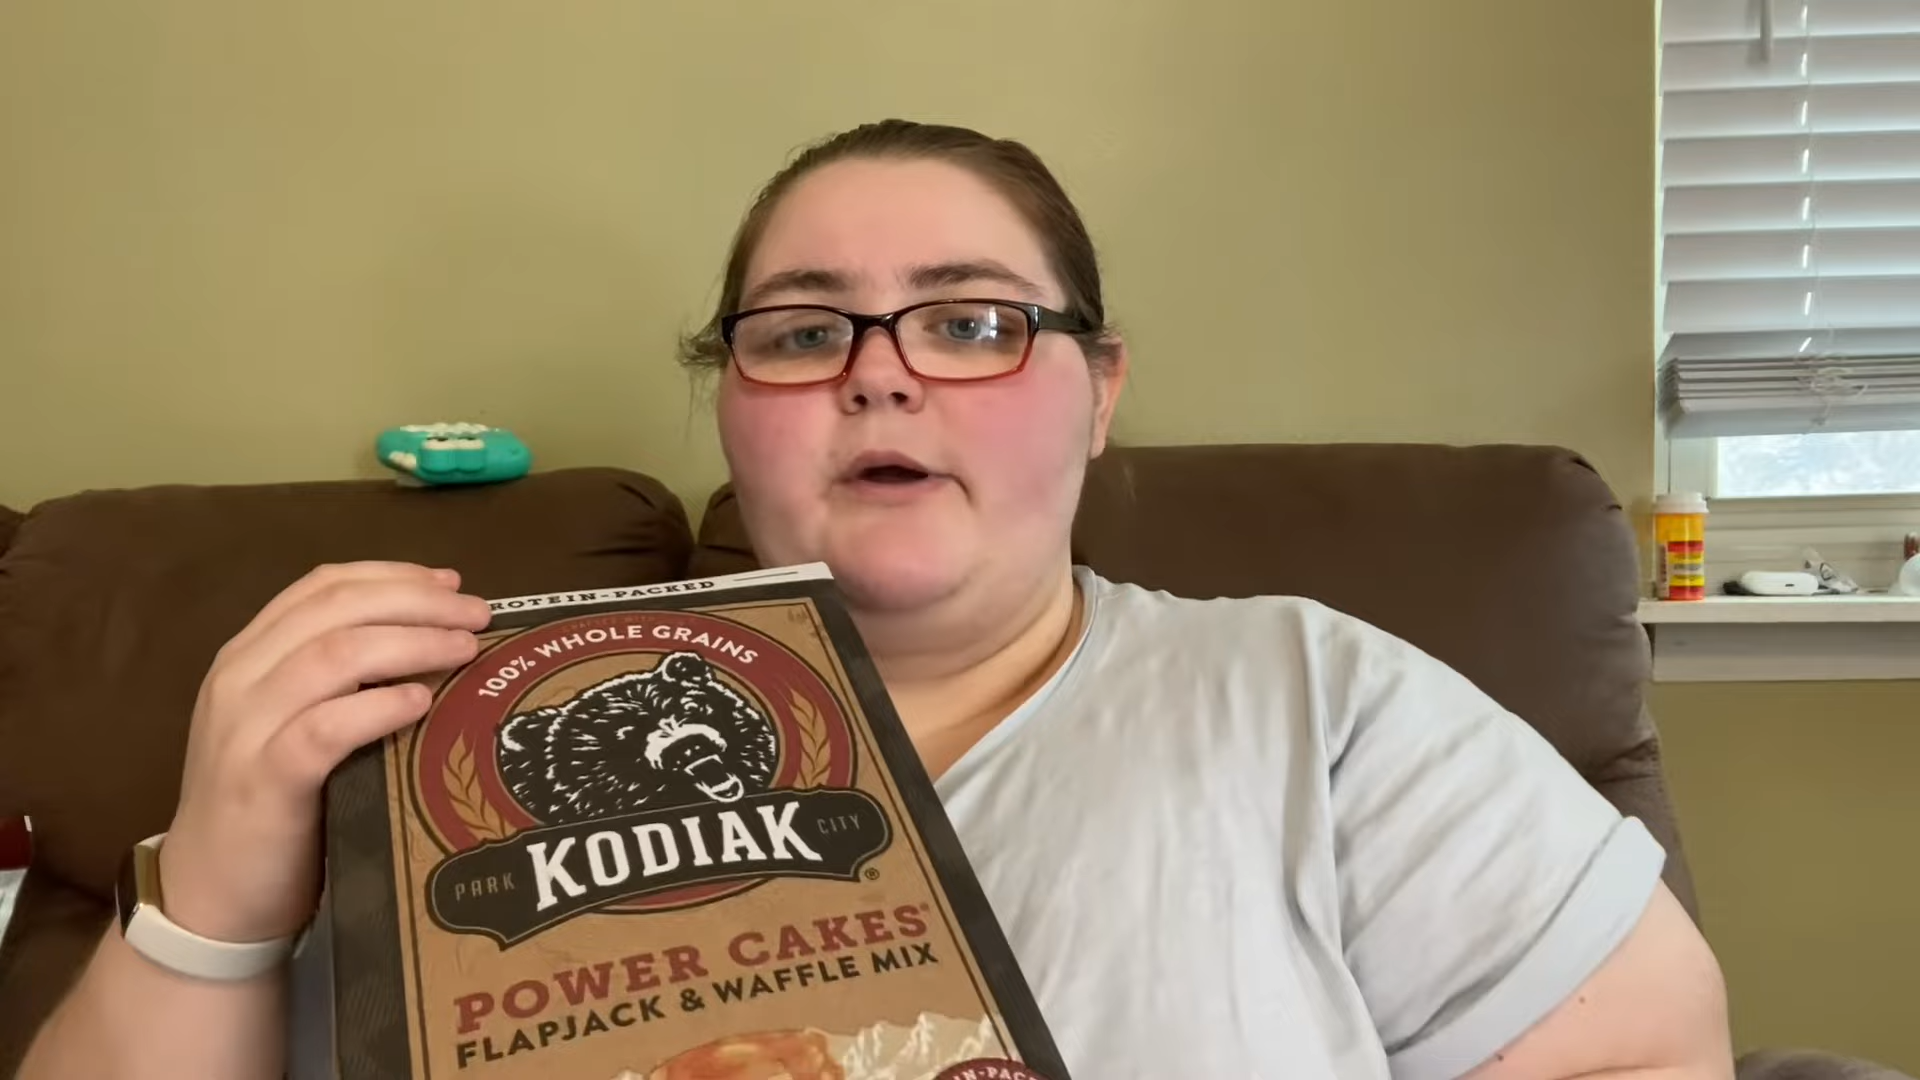 PROTEIN-PACKED
100% WHOLE GRAINS
PARK KODIAK CITY ®
POWER CAKES®
FLAPJACK & WAFFLE MIX